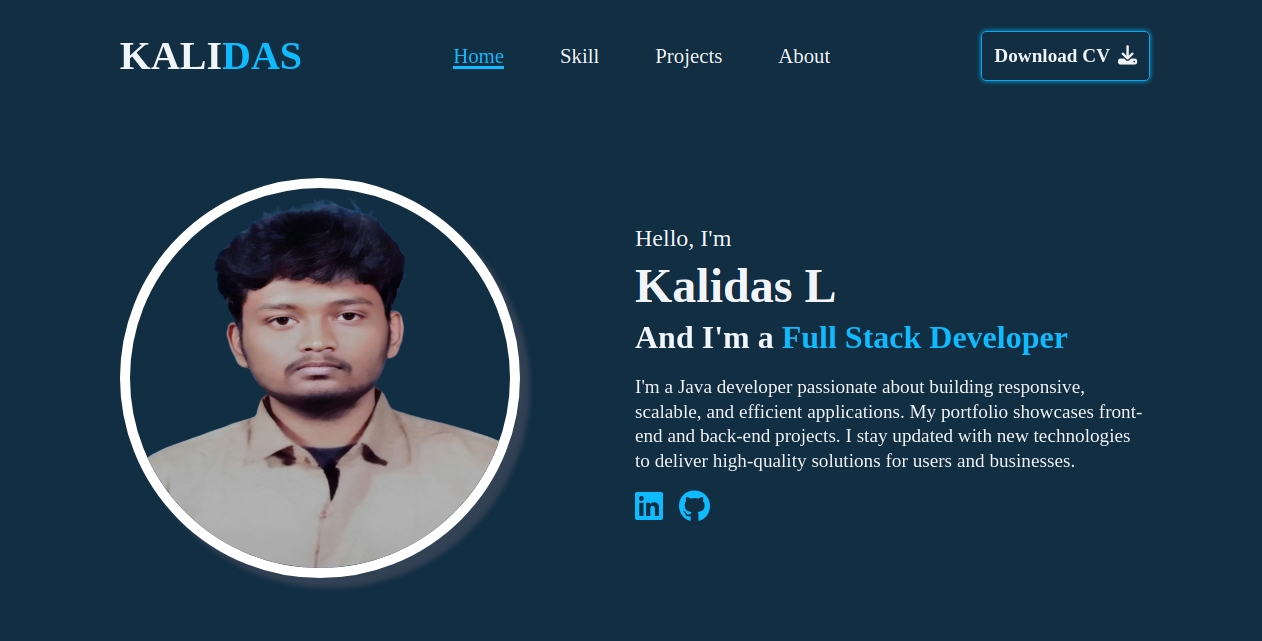 KALIDAS
Home
Skill
Projects
About
Download CV
Hello, I'm
Kalidas L
And I'm a Full Stack Developer
I'm a Java developer passionate about building responsive,
scalable, and efficient applications. My portfolio showcases front-
end and back-end projects. I stay updated with new technologies
to deliver high-quality solutions for users and businesses.
in